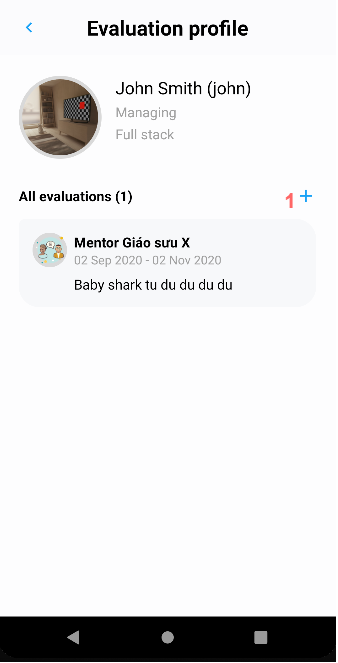 Evaluation profile
John Smith (john)
Managing
Full stack
All evaluations (1)
1
Mentor Giáo sưu X
02 Sep 2020 - 02 Nov 2020
Baby shark tu du du du du